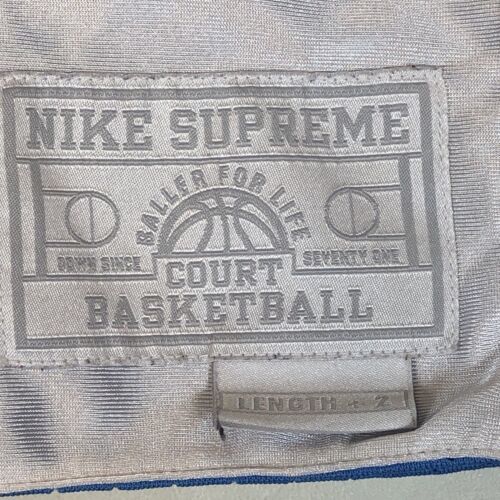 NIKE SUPREME
BALLER FOR LIFE
DOWN SINCE SEVENTY ONE
COURT
BASKETBALL
LENGTH + 2